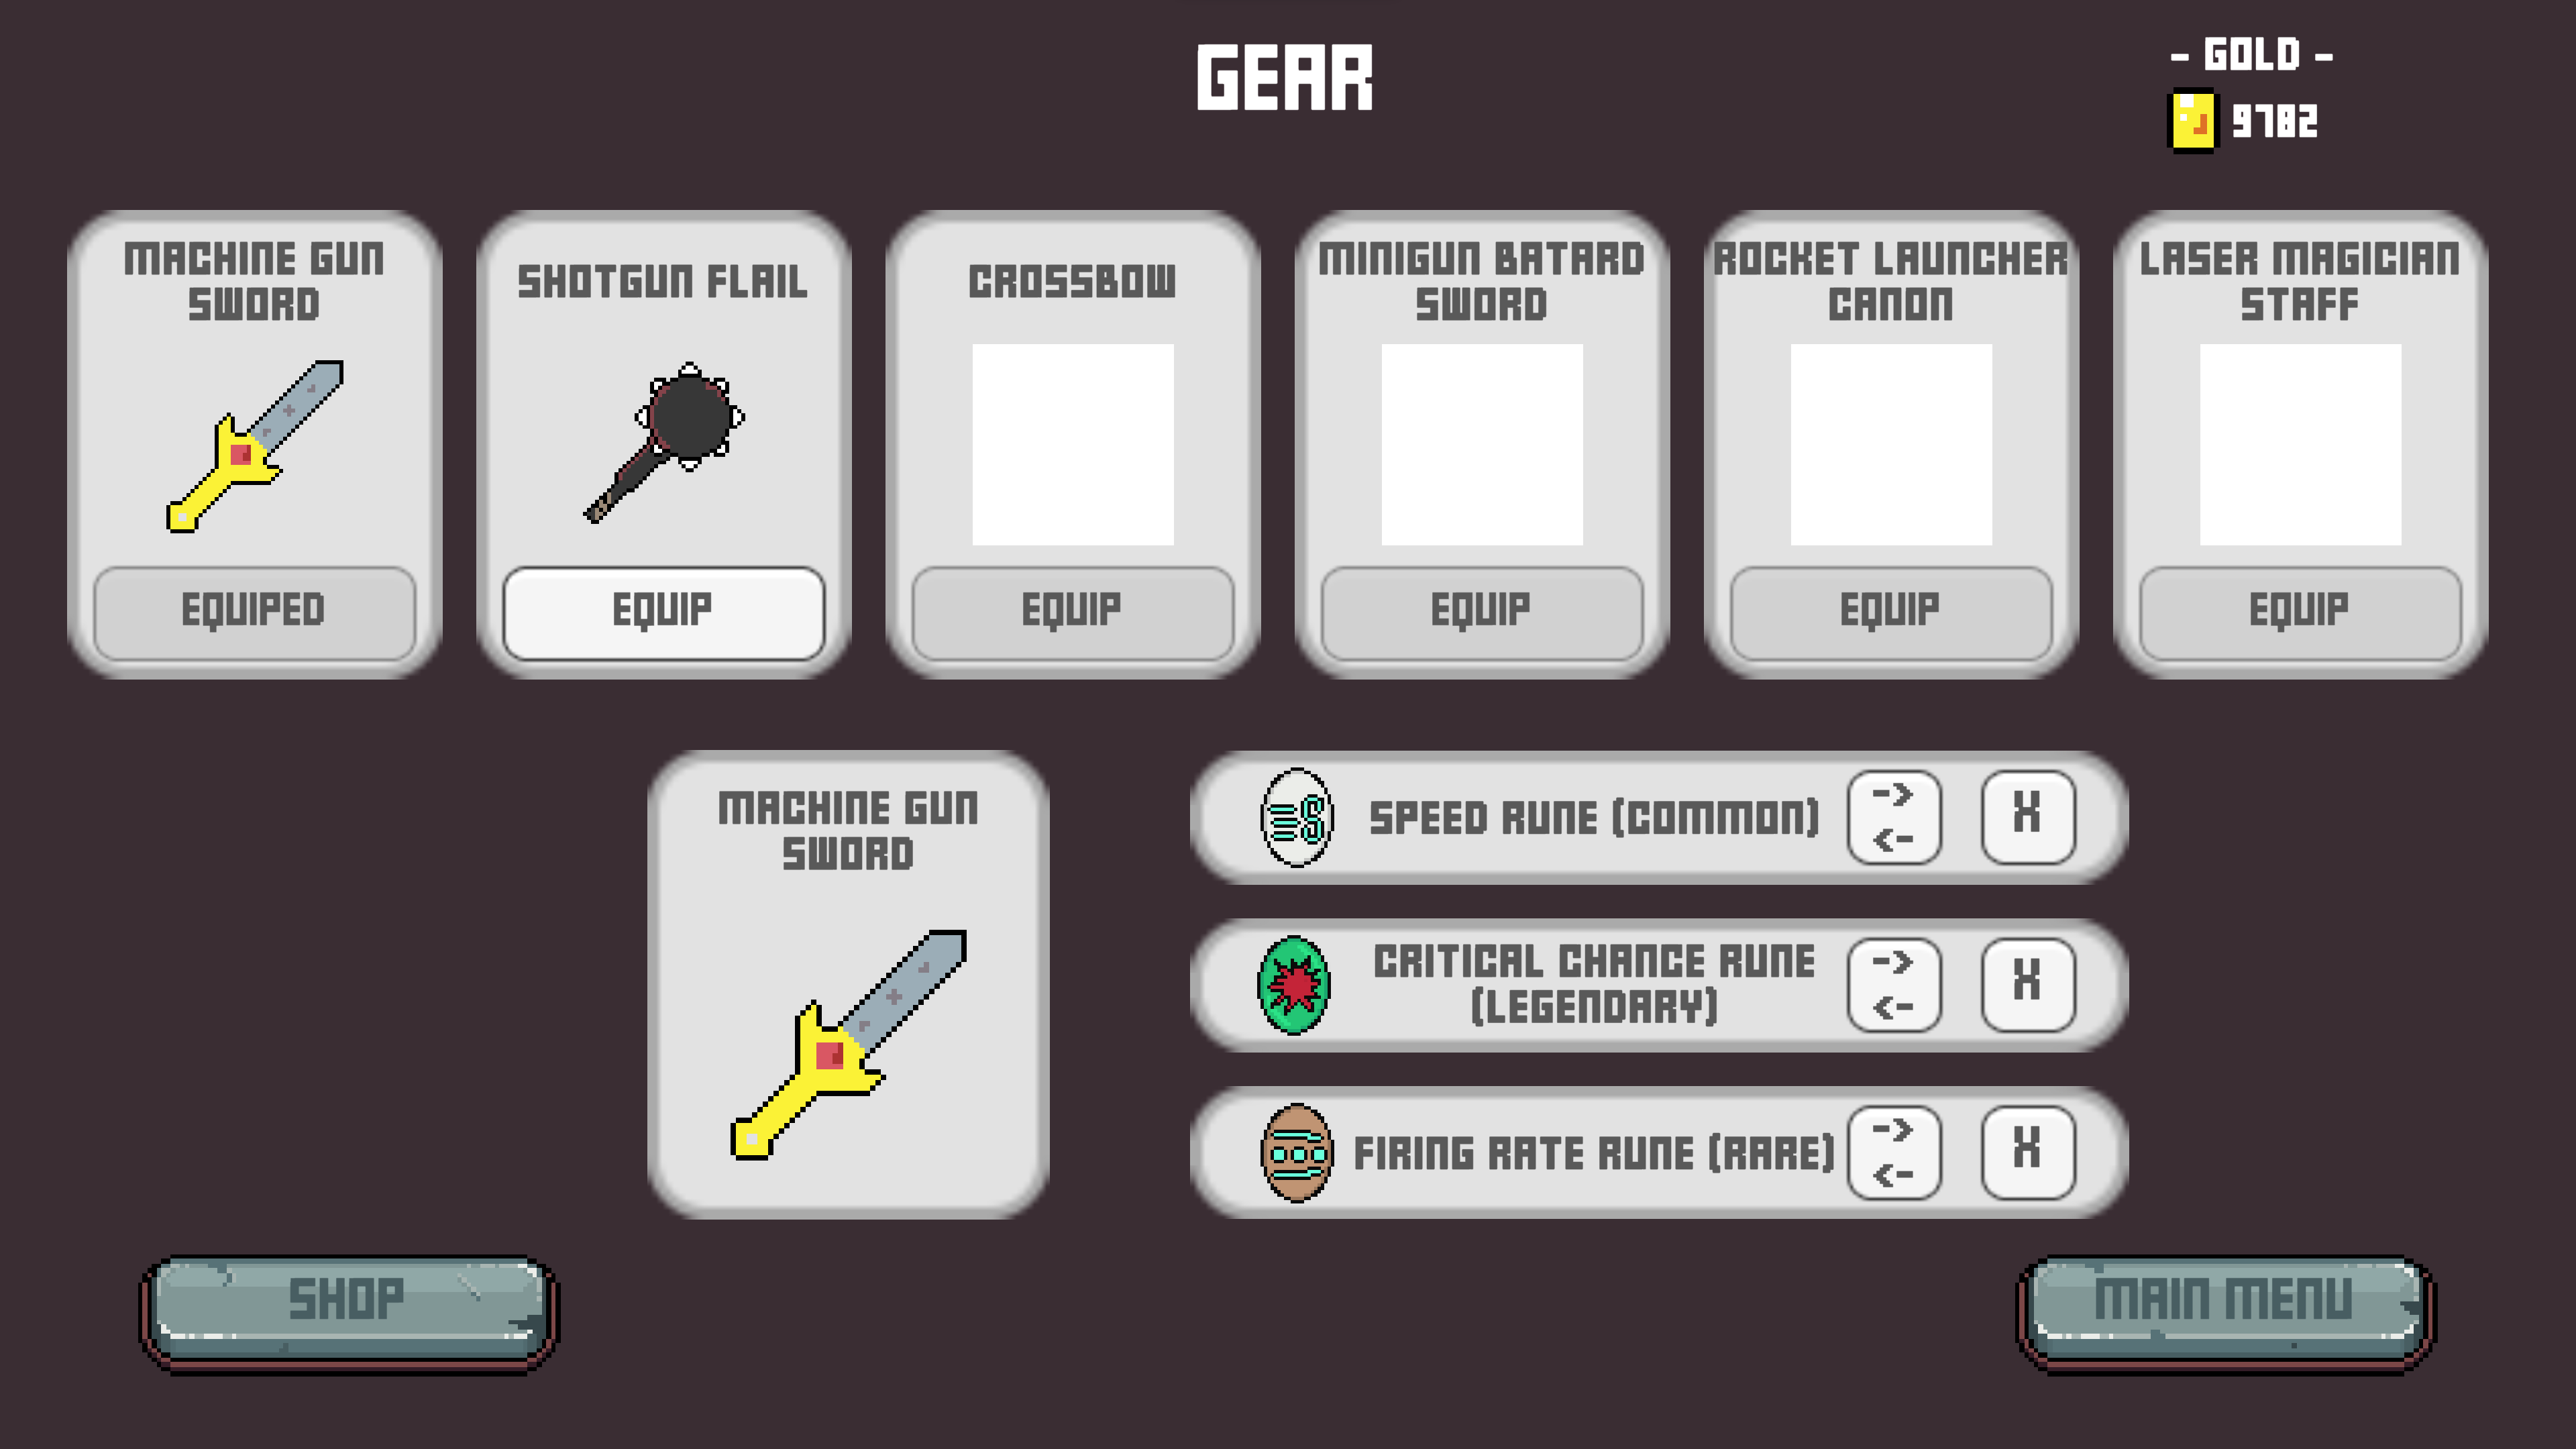 GEAR
- GOLD -
9782
MACHINE GUN
SWORD
EQUIPED
SHOTGUN FLAIL
EQUIP
CROSSBOW
EQUIP
MINIGUN BATARD
SWORD
EQUIP
ROCKET LAUNCHER
CANON
EQUIP
LASER MAGICIAN
STAFF
EQUIP
MACHINE GUN
SWORD
SPEED RUNE (COMMON)
->
<-
X
CRITICAL CHANCE RUNE
(LEGENDARY)
->
<-
X
FIRING RATE RUNE (RARE)
->
<-
X
SHOP
MAIN MENU